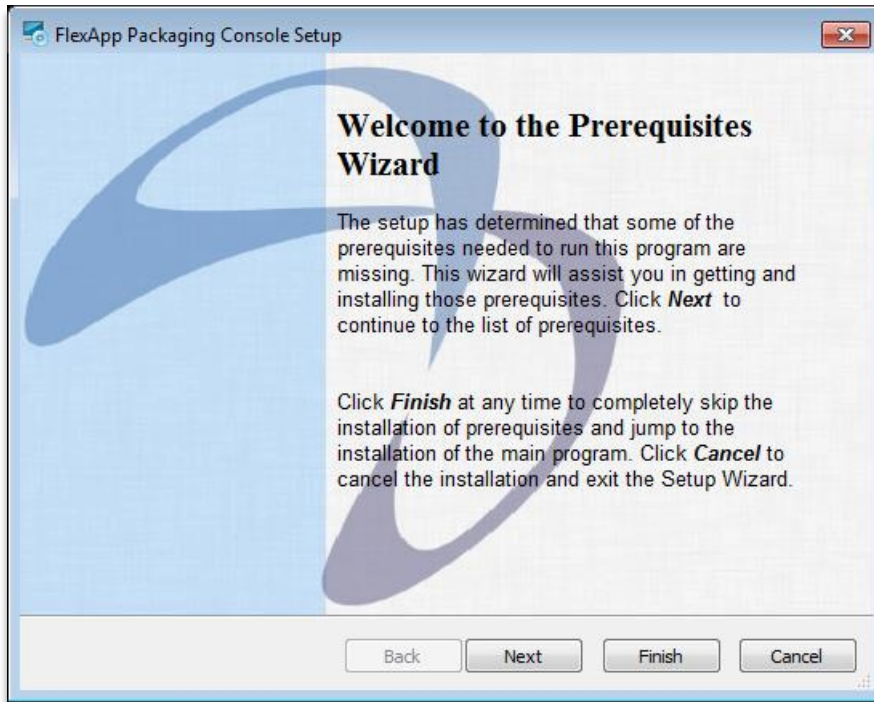 FlexApp Packaging Console Setup
Welcome to the Prerequisites
Wizard
The setup has determined that some of the
prerequisites needed to run this program are
missing. This wizard will assist you in getting and
installing those prerequisites. Click Next to
continue to the list of prerequisites.
Click Finish at any time to completely skip the
installation of prerequisites and jump to the
installation of the main program. Click Cancel to
cancel the installation and exit the Setup Wizard.
Back Next Finish Cancel